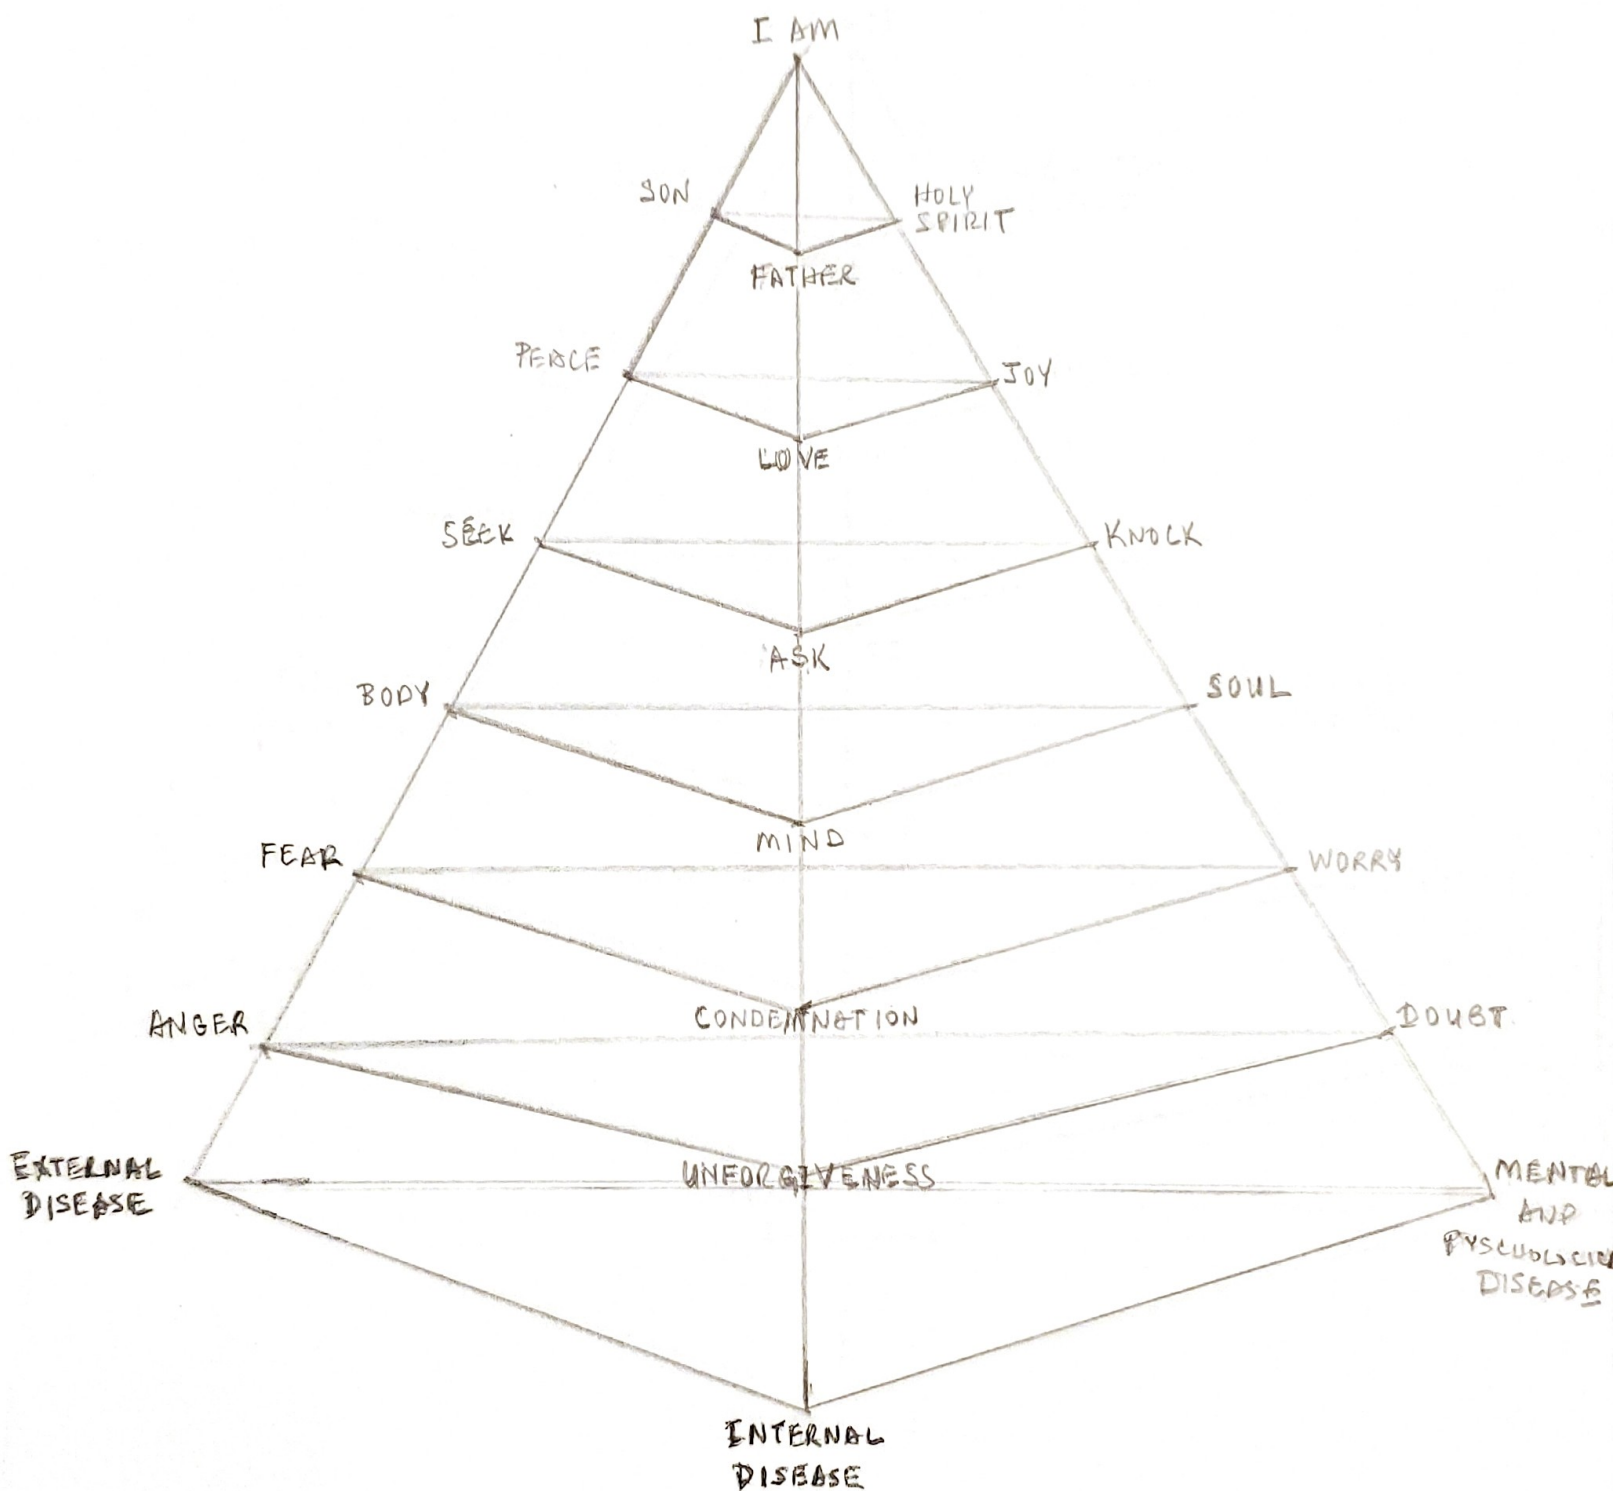 I AM
SON
HOLY
SPIRIT
FATHER
PEACE
JOY
LOVE
SEEK
KNOCK
ASK
BODY
SOUL
MIND
FEAR
WORRY
CONDEMNATION
ANGER
DOUBT
UNFORGIVENESS
EXTERNAL
DISEASE
MENTAL
AND
PYSCHOLOGICA
DISEASE
INTERNAL
DISEASE